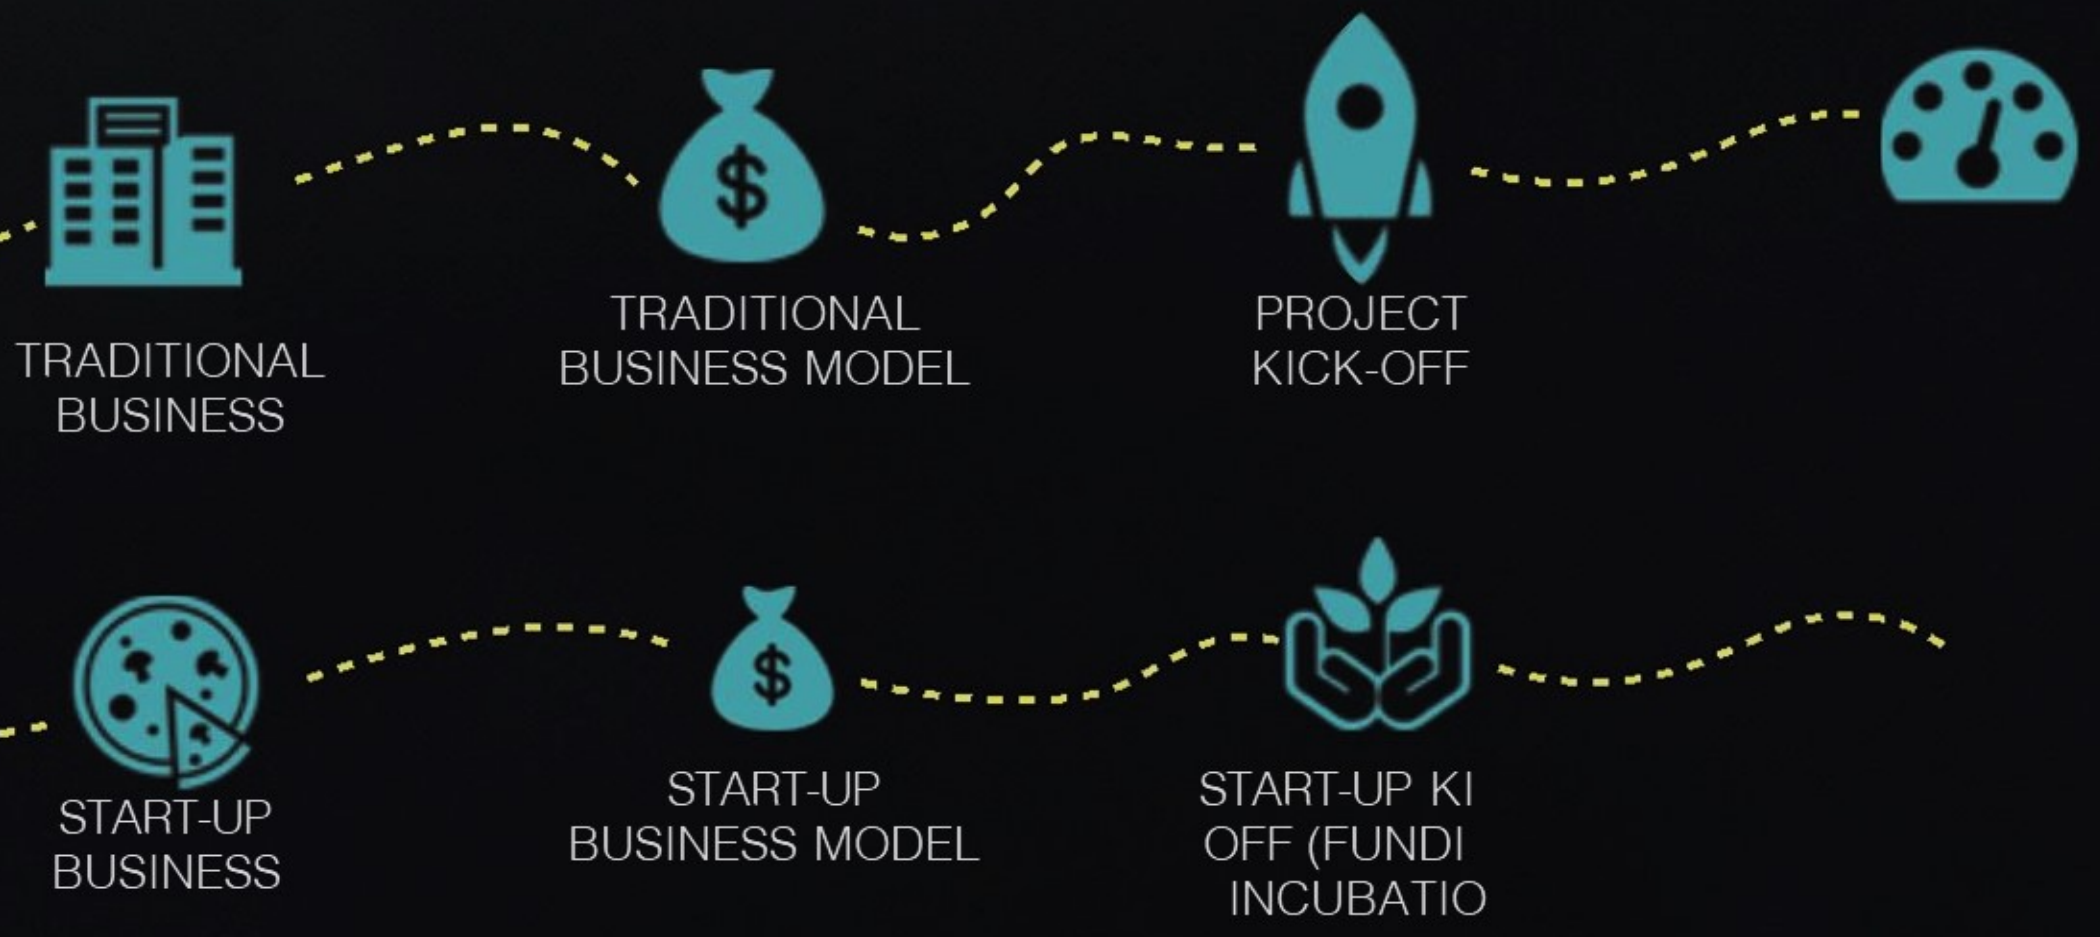 TRADITIONAL
BUSINESS
TRADITIONAL
BUSINESS MODEL
PROJECT
KICK-OFF
$
START-UP
BUSINESS
START-UP
BUSINESS MODEL
$
START-UP KI
OFF (FUNDI
INCUBATIO